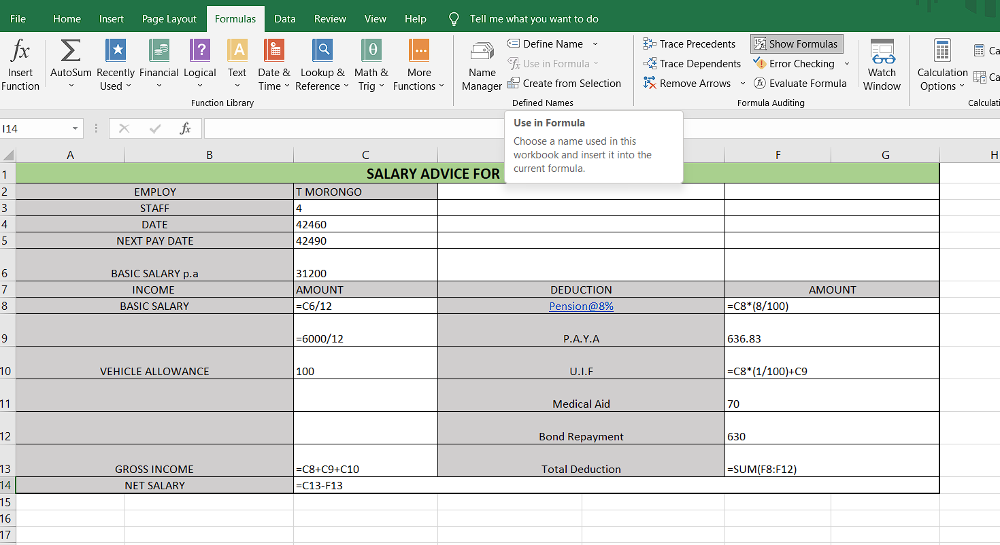 File Home Insert Page Layout Formulas Data Review View Help Tell me what you want to do
fx Σ ? A θ
Insert Function AutoSum Recently Used Financial Logical Text Date & Time Lookup & Reference Math & Trig More Functions
Function Library
Name Manager
Define Name
Use in Formula
Create from Selection
Defined Names
Trace Precedents Show Formulas
Trace Dependents Error Checking
Remove Arrows Evaluate Formula
Formula Auditing
Watch Window
Calculation Options
Ca
Ca
Calculati
I14 fx
Use in Formula
Choose a name used in this
workbook and insert it into the
current formula.
A B C F G H
1 SALARY ADVICE FOR
2 EMPLOY T MORONGO
3 STAFF 4
4 DATE 42460
5 NEXT PAY DATE 42490
6 BASIC SALARY p.a 31200
7 INCOME AMOUNT DEDUCTION AMOUNT
8 BASIC SALARY =C6/12 Pension@8% =C8*(8/100)
9 =6000/12 P.A.Y.A 636.83
10 VEHICLE ALLOWANCE 100 U.I.F =C8*(1/100)+C9
11 Medical Aid 70
12 Bond Repayment 630
13 GROSS INCOME =C8+C9+C10 Total Deduction =SUM(F8:F12)
14 NET SALARY =C13-F13
15
16
17